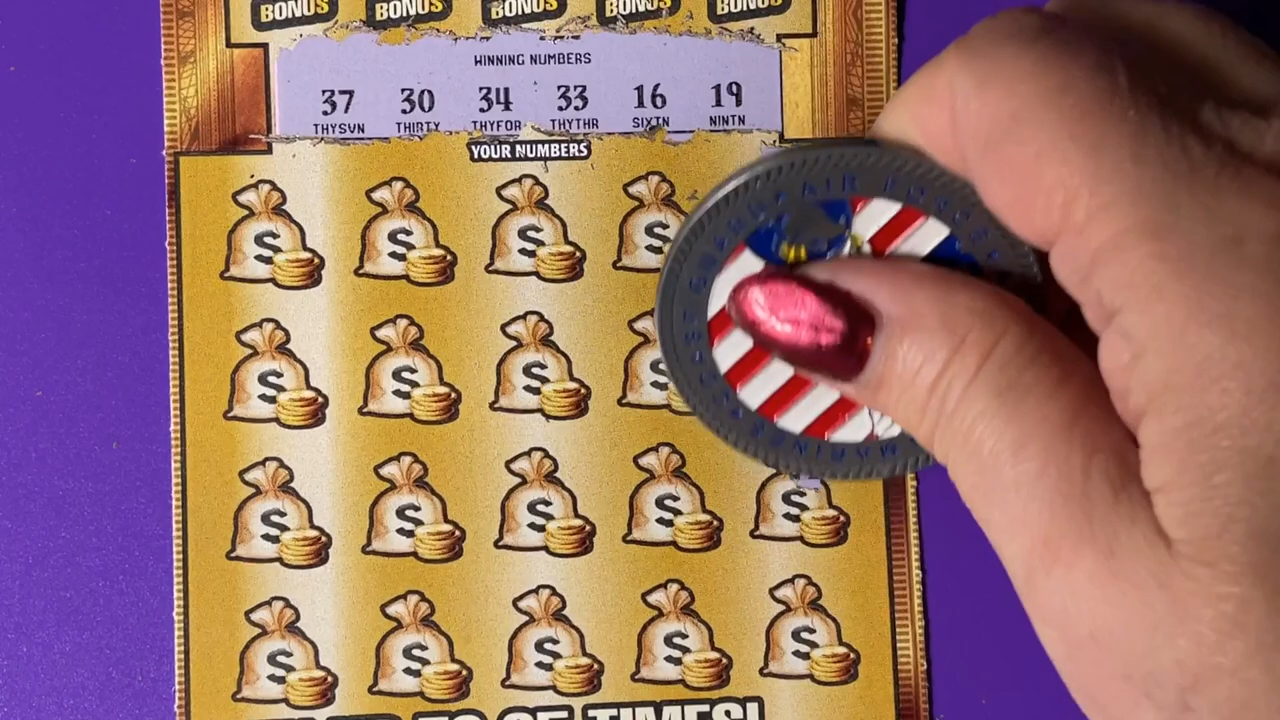 BONUS BONUS BONUS BONUS BONUS
WINNING NUMBERS
37 30 34 33 16 19
THYSVN THIRTY THYFOR THYTHR SIXTN NINTN
YOUR NUMBERS
$ $ $ $
$ $ $ $
$ $ $ $ $
$ $ $ $ $
TIMES!